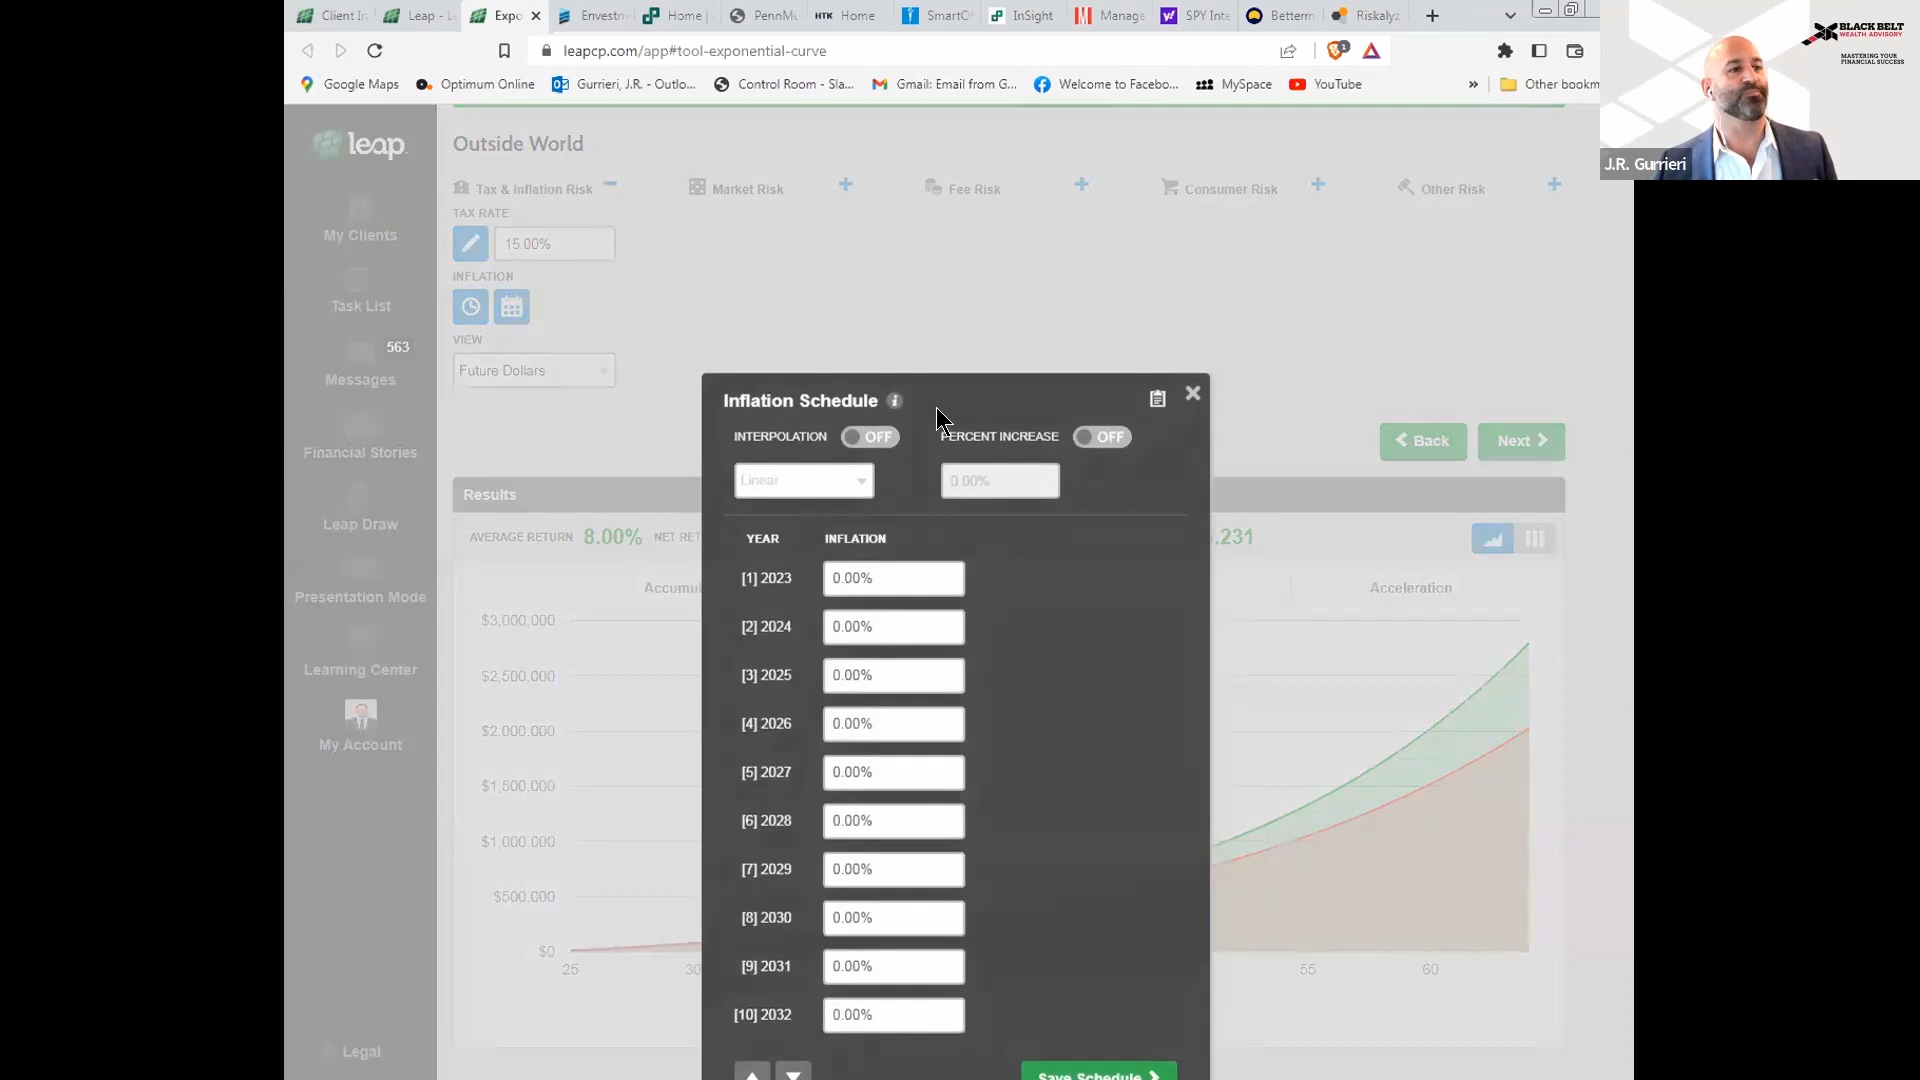 Client In
Leap - L
Expo
Envestn
Home
PennMu
HTK Home
SmartOf
InSight
Manage
SPY Inte
Betterm
Riskalyz
leapcp.com/app#tool-exponential-curve
1
Google Maps
Optimum Online
Gurrieri, J.R. - Outlo...
Control Room - Sla...
Gmail: Email from G...
Welcome to Facebo...
MySpace
YouTube
»
Other bookm
BLACK BELT
WEALTH ADVISORY
MASTERING YOUR
FINANCIAL SUCCESS
J.R. Gurrieri
leap.
My Clients
Task List
563
Messages
Financial Stories
Leap Draw
Presentation Mode
Learning Center
My Account
Legal
Outside World
Tax & Inflation Risk
Market Risk
Fee Risk
Consumer Risk
Other Risk
TAX RATE
15.00%
INFLATION
VIEW
Future Dollars
Back
Next
Results
AVERAGE RETURN 8.00% NET RET
,231
Accumu
Acceleration
$3,000,000
$2,500,000
$2,000,000
$1,500,000
$1,000,000
$500,000
$0
25
30
55
60
Inflation Schedule
INTERPOLATION OFF
PERCENT INCREASE OFF
Linear
0.00%
YEAR INFLATION
[1] 2023 0.00%
[2] 2024 0.00%
[3] 2025 0.00%
[4] 2026 0.00%
[5] 2027 0.00%
[6] 2028 0.00%
[7] 2029 0.00%
[8] 2030 0.00%
[9] 2031 0.00%
[10] 2032 0.00%
Save Schedule